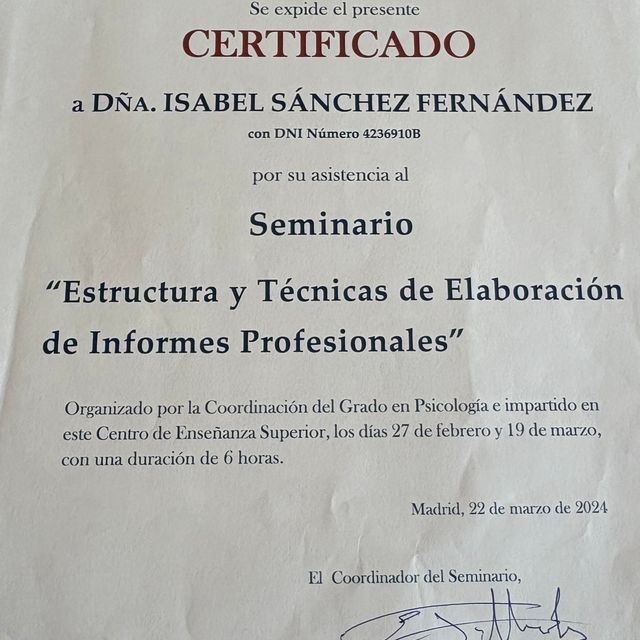 Se expide el presente
CERTIFICADO
a DÑA. ISABEL SÁNCHEZ FERNÁNDEZ
con DNI Número 4236910B
por su asistencia al
Seminario
“Estructura y Técnicas de Elaboración
de Informes Profesionales”
Organizado por la Coordinación del Grado en Psicología e impartido en
este Centro de Enseñanza Superior, los días 27 de febrero y 19 de marzo,
con una duración de 6 horas.
Madrid, 22 de marzo de 2024
El Coordinador del Seminario,